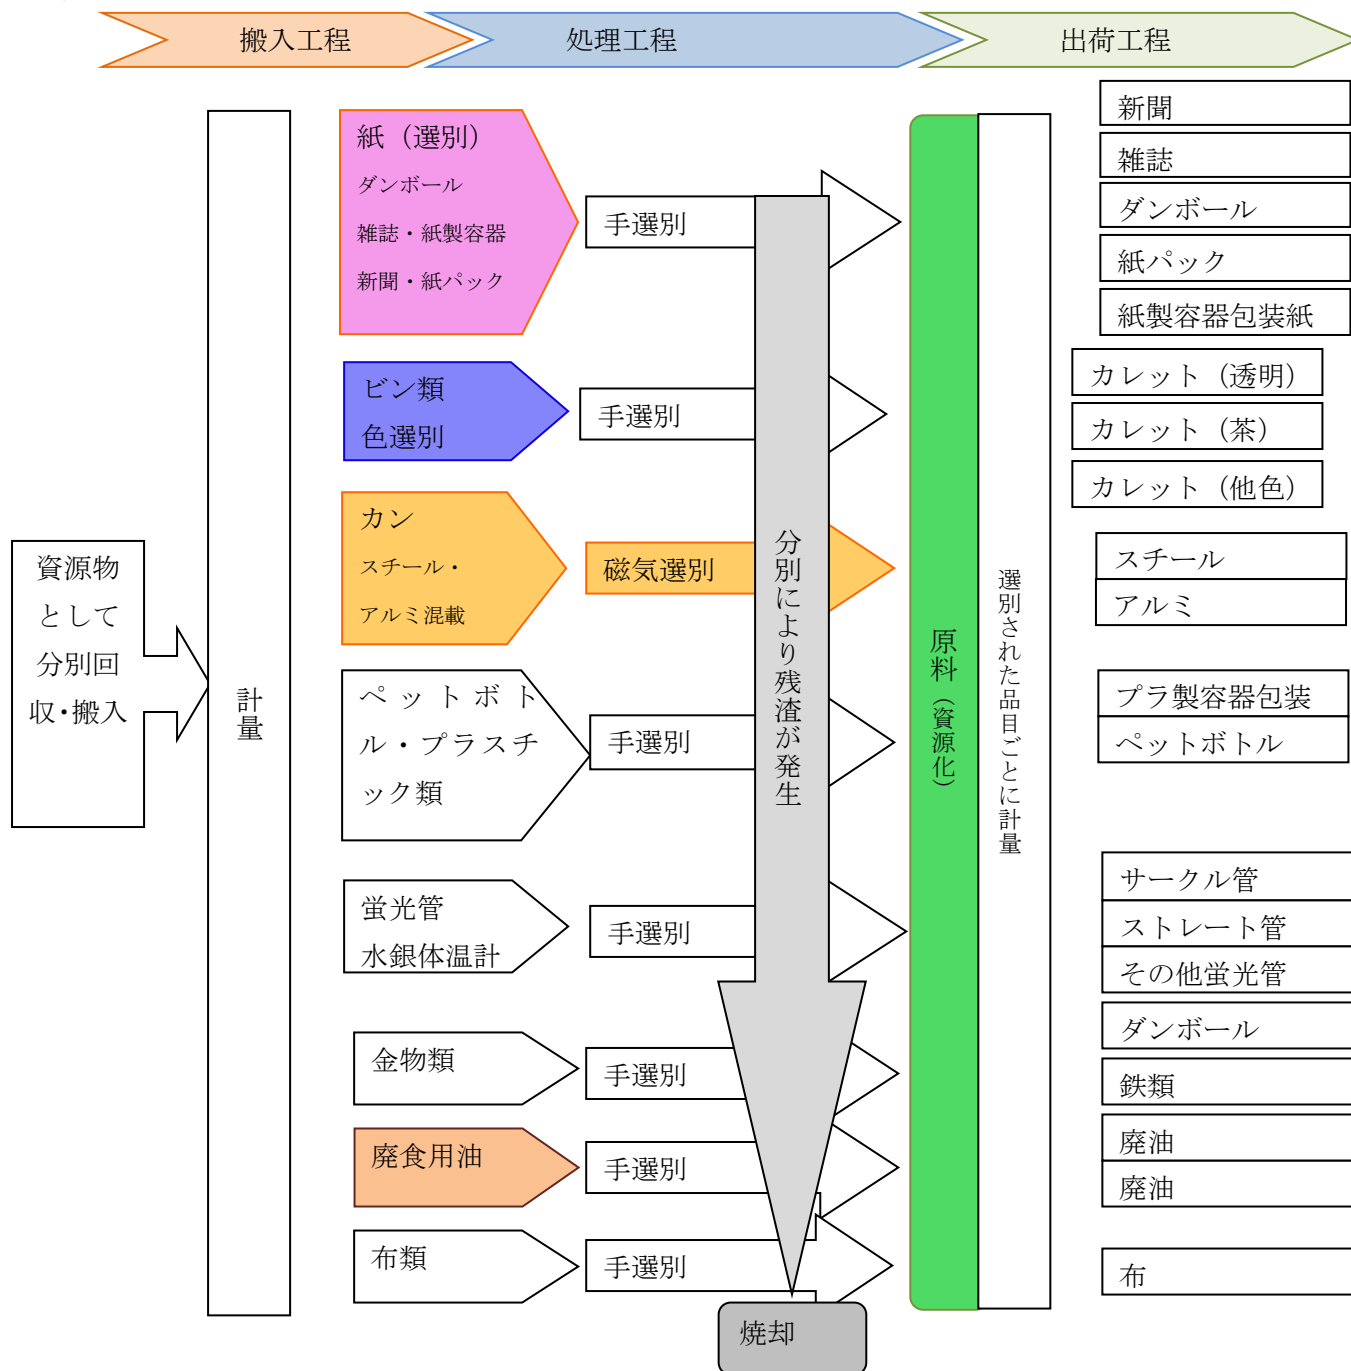 搬入工程
処理工程
出荷工程
資源物
として
分別回
収・搬入
計量
紙（選別）
ダンボール
雑誌・紙製容器
新聞・紙パック
手選別
ビン類
色選別
手選別
カン
スチール・
アルミ混載
磁気選別
ペットボト
ル・プラスチ
ック類
手選別
蛍光管
水銀体温計
手選別
金物類
手選別
廃食用油
手選別
布類
手選別
分別により残渣が発生
焼却
原料（資源化）
選別された品目ごとに計量
新聞
雑誌
ダンボール
紙パック
紙製容器包装紙
カレット（透明）
カレット（茶）
カレット（他色）
スチール
アルミ
プラ製容器包装
ペットボトル
サークル管
ストレート管
その他蛍光管
ダンボール
鉄類
廃油
廃油
布